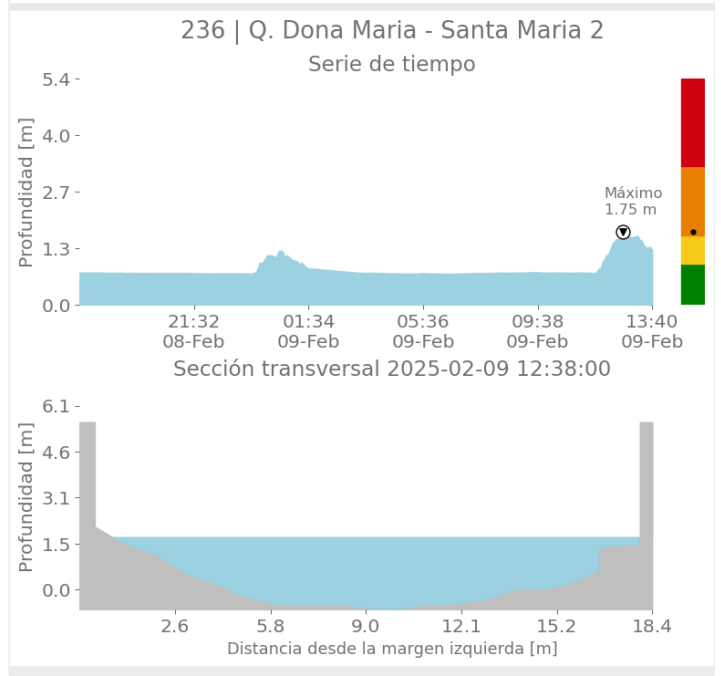 236 | Q. Dona Maria - Santa Maria 2
Serie de tiempo
Profundidad [m]
5.4
4.0
2.7
1.3
0.0
Máximo
1.75 m
21:32 01:34 05:36 09:38 13:40
08-Feb 09-Feb 09-Feb 09-Feb 09-Feb
Sección transversal 2025-02-09 12:38:00
Profundidad [m]
6.1
4.6
3.1
1.5
0.0
2.6 5.8 9.0 12.1 15.2 18.4
Distancia desde la margen izquierda [m]